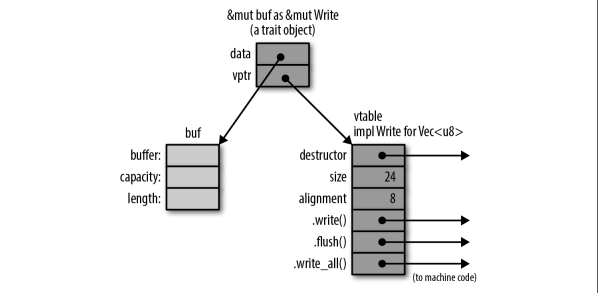 &mut buf as &mut Write
(a trait object)
data
vptr
vtable
impl Write for Vec<u8>
buf
buffer:
capacity:
length:
destructor
size 24
alignment 8
.write()
.flush()
.write_all()
(to machine code)